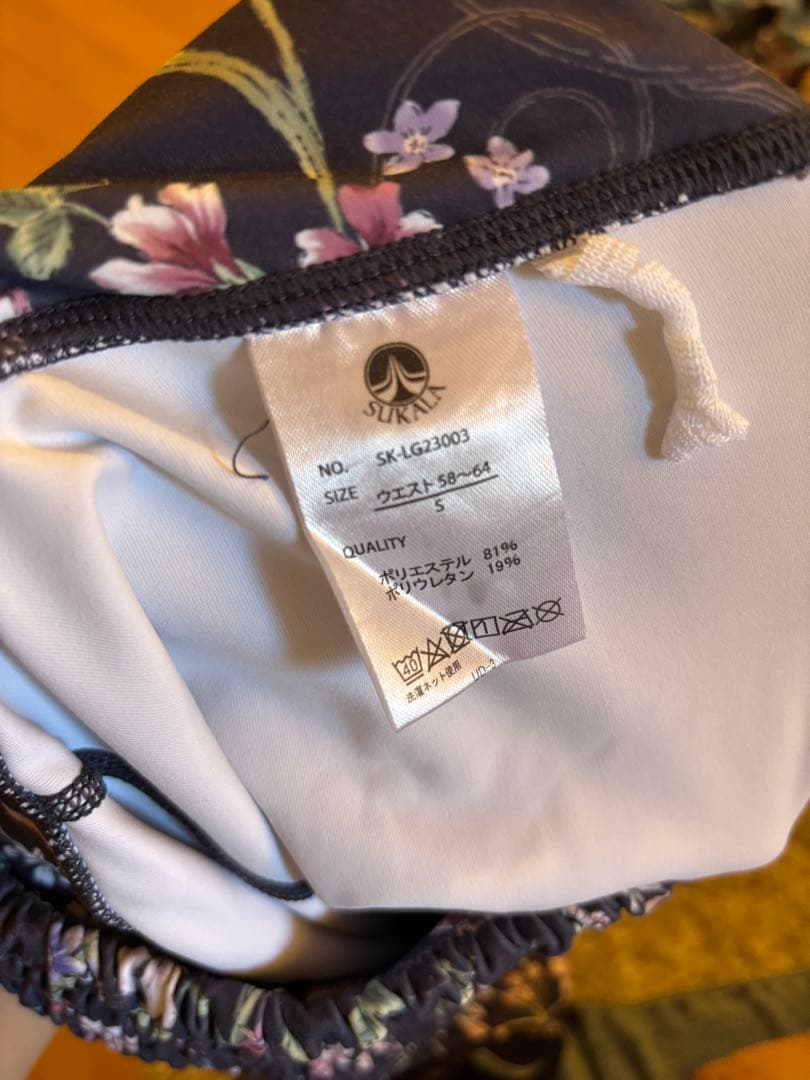 SUKALA
NO. SK-LG23003
SIZE ウエスト 58～64
S
QUALITY
ポリエステル 81%
ポリウレタン 19%
40
洗濯ネット使用